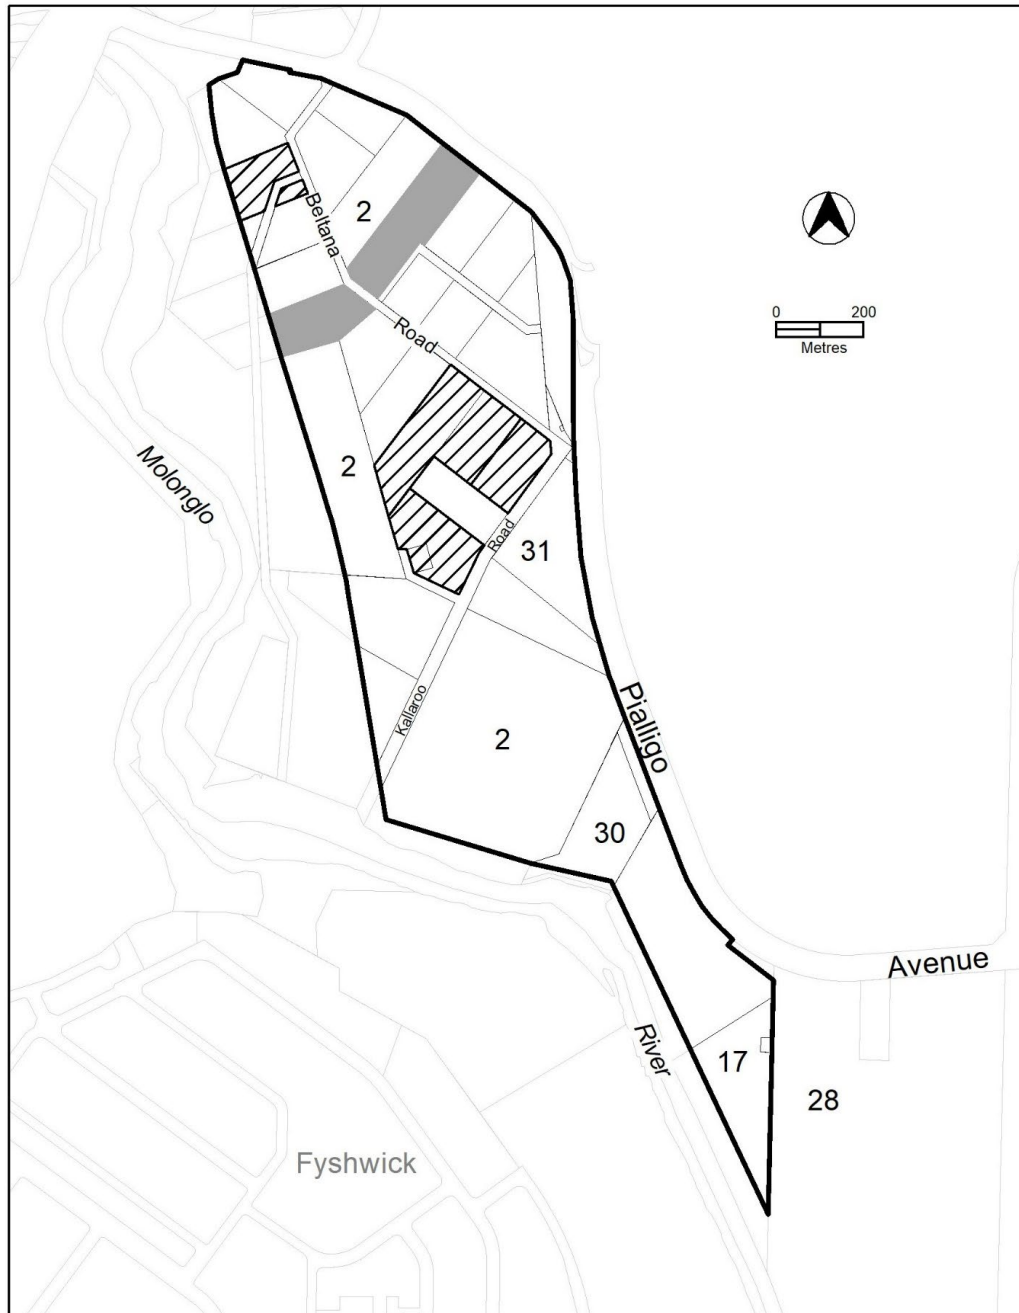 2
Beltana
0 200
Metres
Road
Molonglo
2
Road
31
Pialligo
Kallaroo
2
30
Avenue
River
17
28
Fyshwick